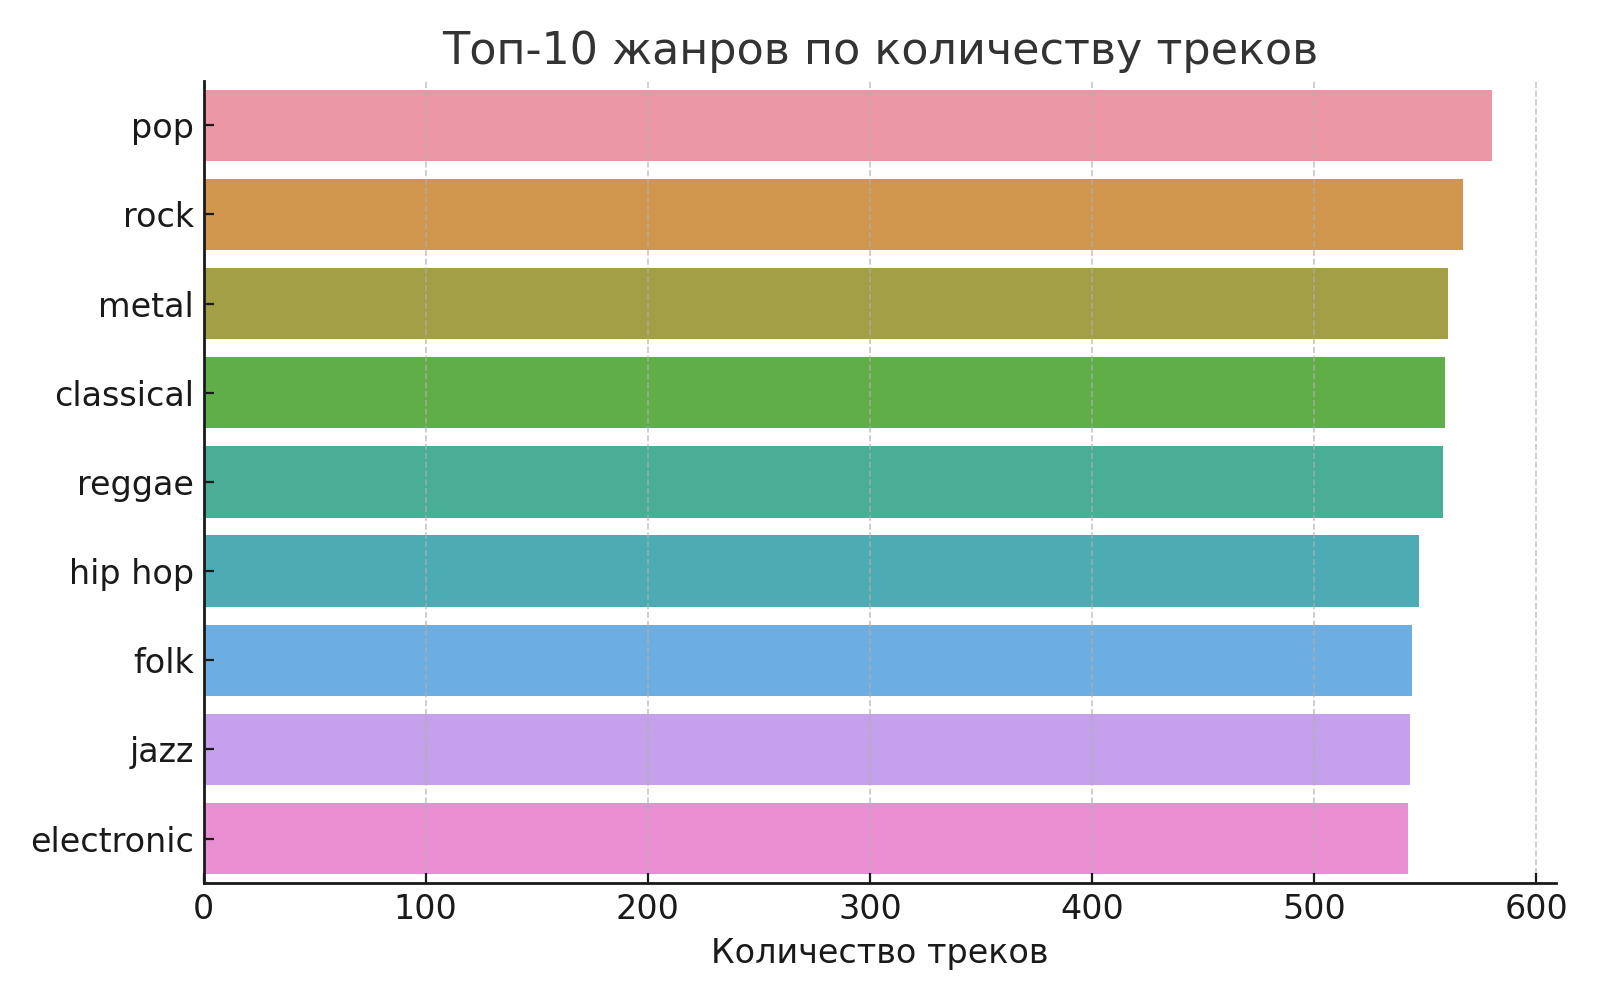 Топ-10 жанров по количеству треков
pop
rock
metal
classical
reggae
hip hop
folk
jazz
electronic
0 100 200 300 400 500 600
Количество треков